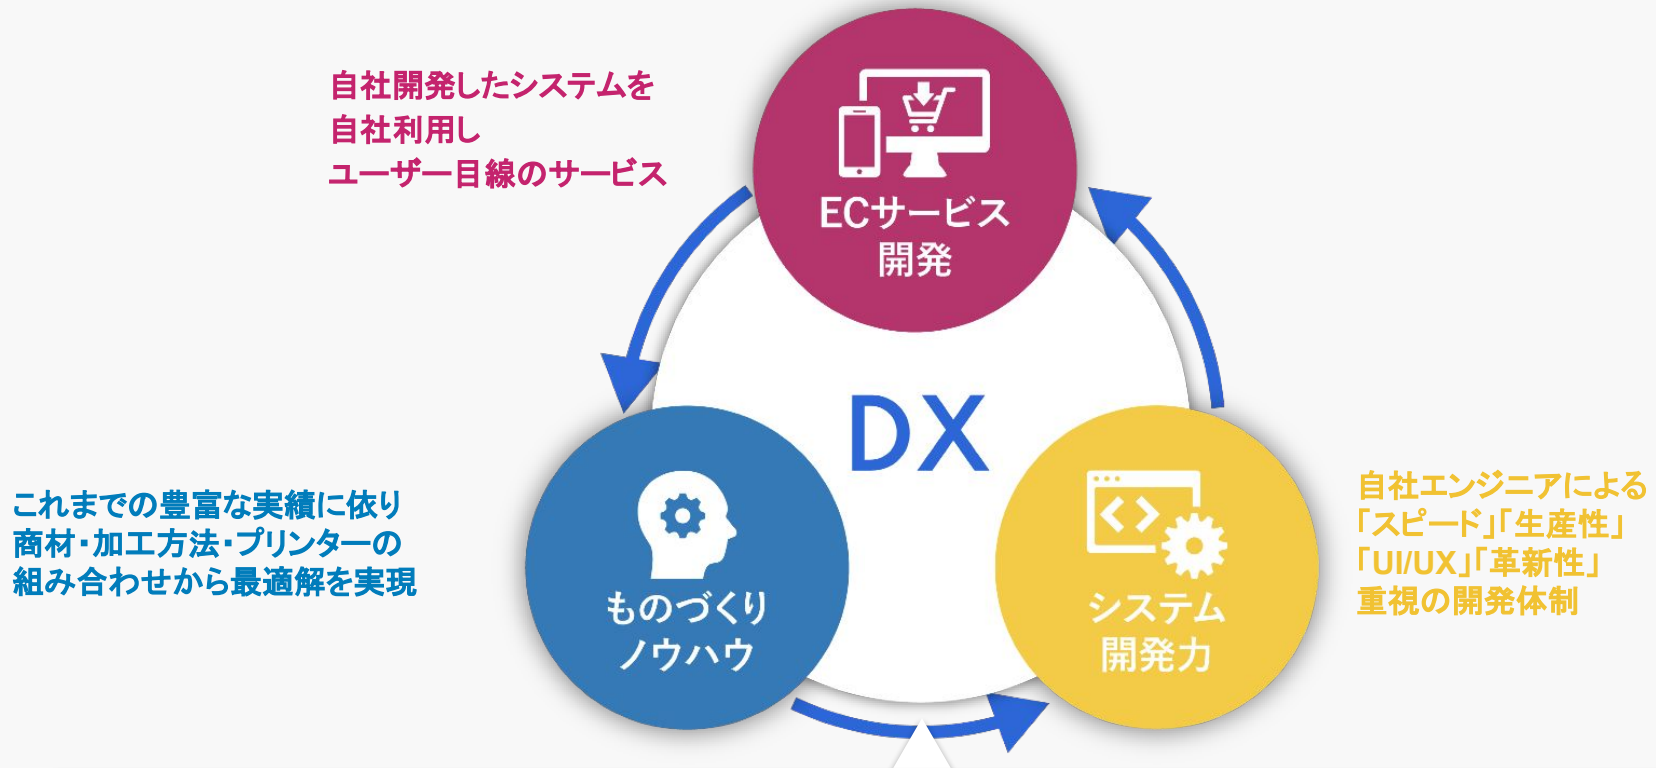 自社開発したシステムを
自社利用し
ユーザー目線のサービス
ECサービス
開発
DX
これまでの豊富な実績に依り
商材・加工方法・プリンターの
組み合わせから最適解を実現
ものづくり
ノウハウ
システム
開発力
自社エンジニアによる
「スピード」「生産性」
「UI/UX」「革新性」
重視の開発体制